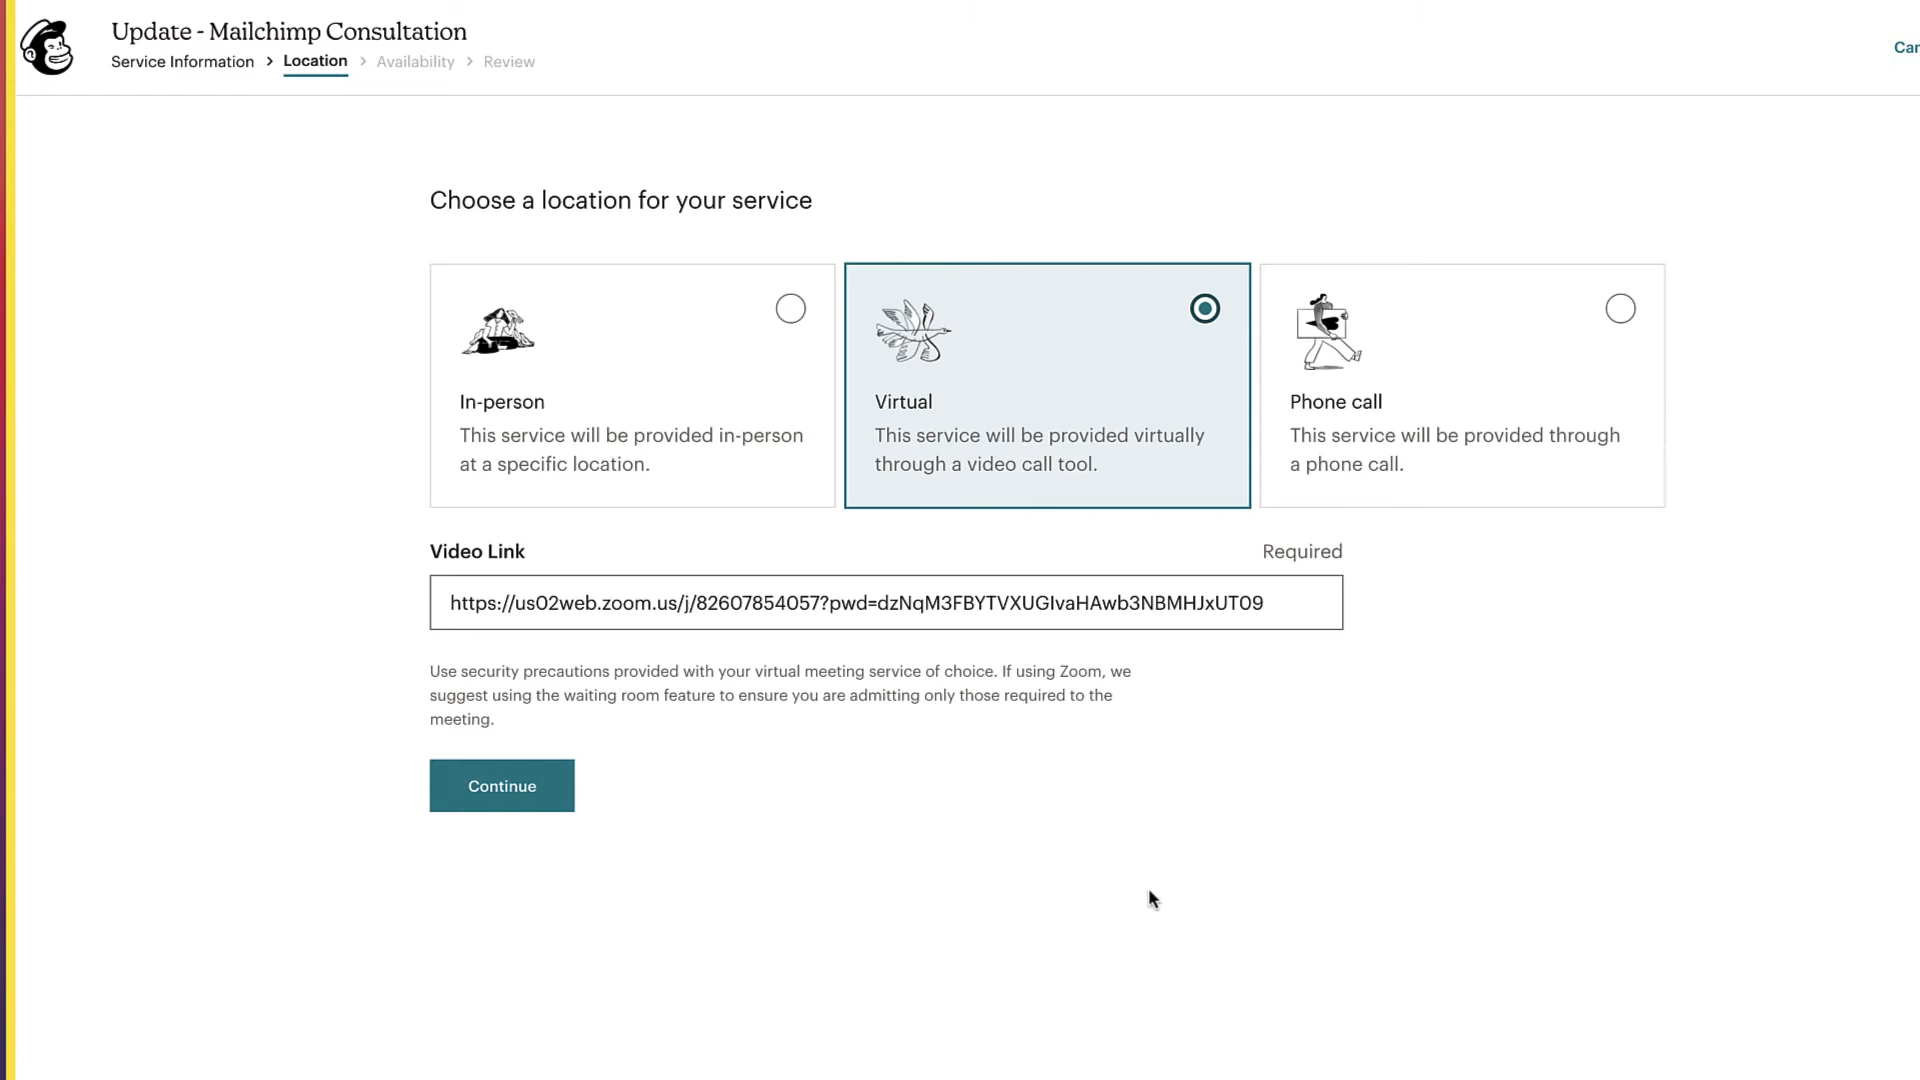 Update - Mailchimp Consultation
Can
Service Information > Location > Availability > Review
Choose a location for your service
In-person
This service will be provided in-person
at a specific location.
Virtual
This service will be provided virtually
through a video call tool.
Phone call
This service will be provided through
a phone call.
Video Link
Required
https://us02web.zoom.us/j/82607854057?pwd=dzNqM3FBYTVXUGIvaHAwb3NBMHJxUT09
Use security precautions provided with your virtual meeting service of choice. If using Zoom, we
suggest using the waiting room feature to ensure you are admitting only those required to the
meeting.
Continue